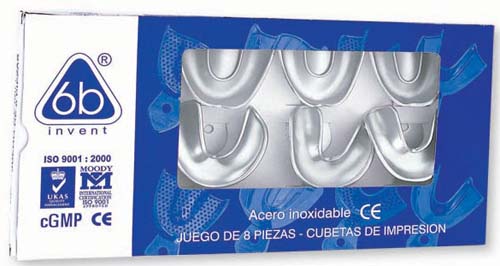 6b®
invent
ISO 9001 : 2000
UKAS
MOODY
INTERNATIONAL
CERTIFICATION
ISO 9001
cGMP CE
Acero inoxidable CE
JUEGO DE 8 PIEZAS - CUBETAS DE IMPRESION